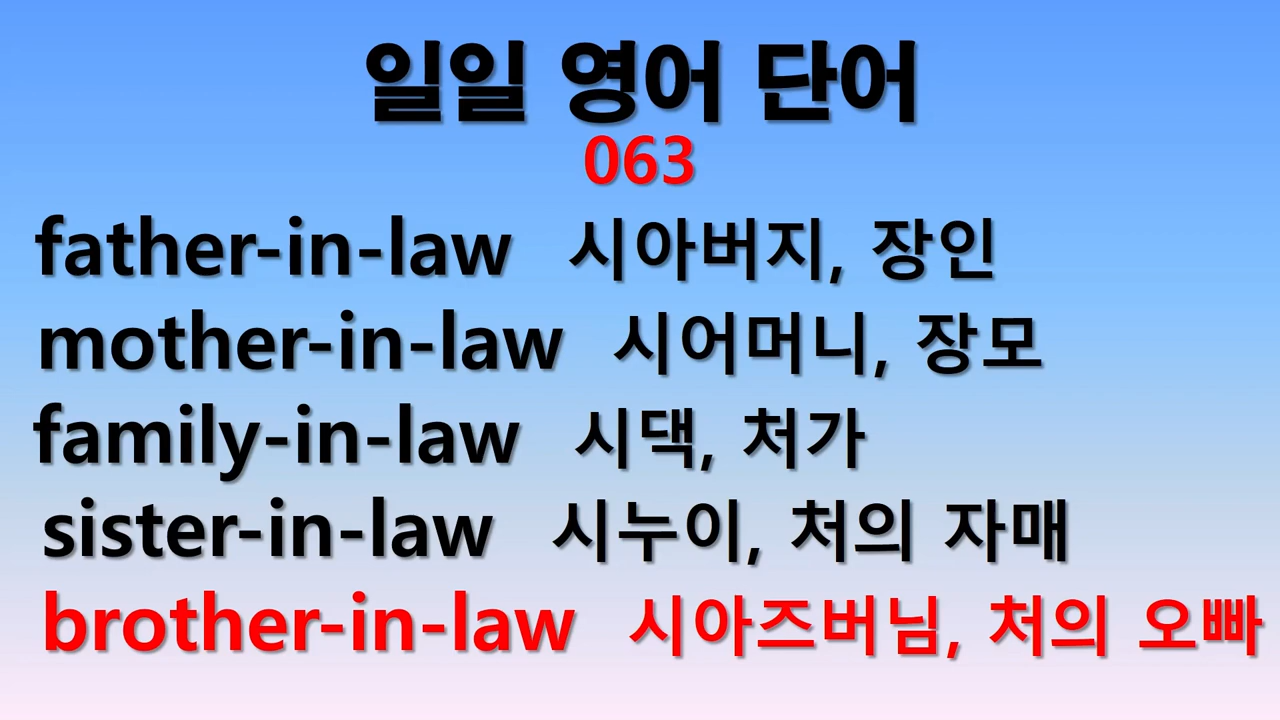 일일 영어 단어
063
father-in-law 시아버지, 장인
mother-in-law 시어머니, 장모
family-in-law 시댁, 처가
sister-in-law 시누이, 처의 자매
brother-in-law 시아즈버님, 처의 오빠